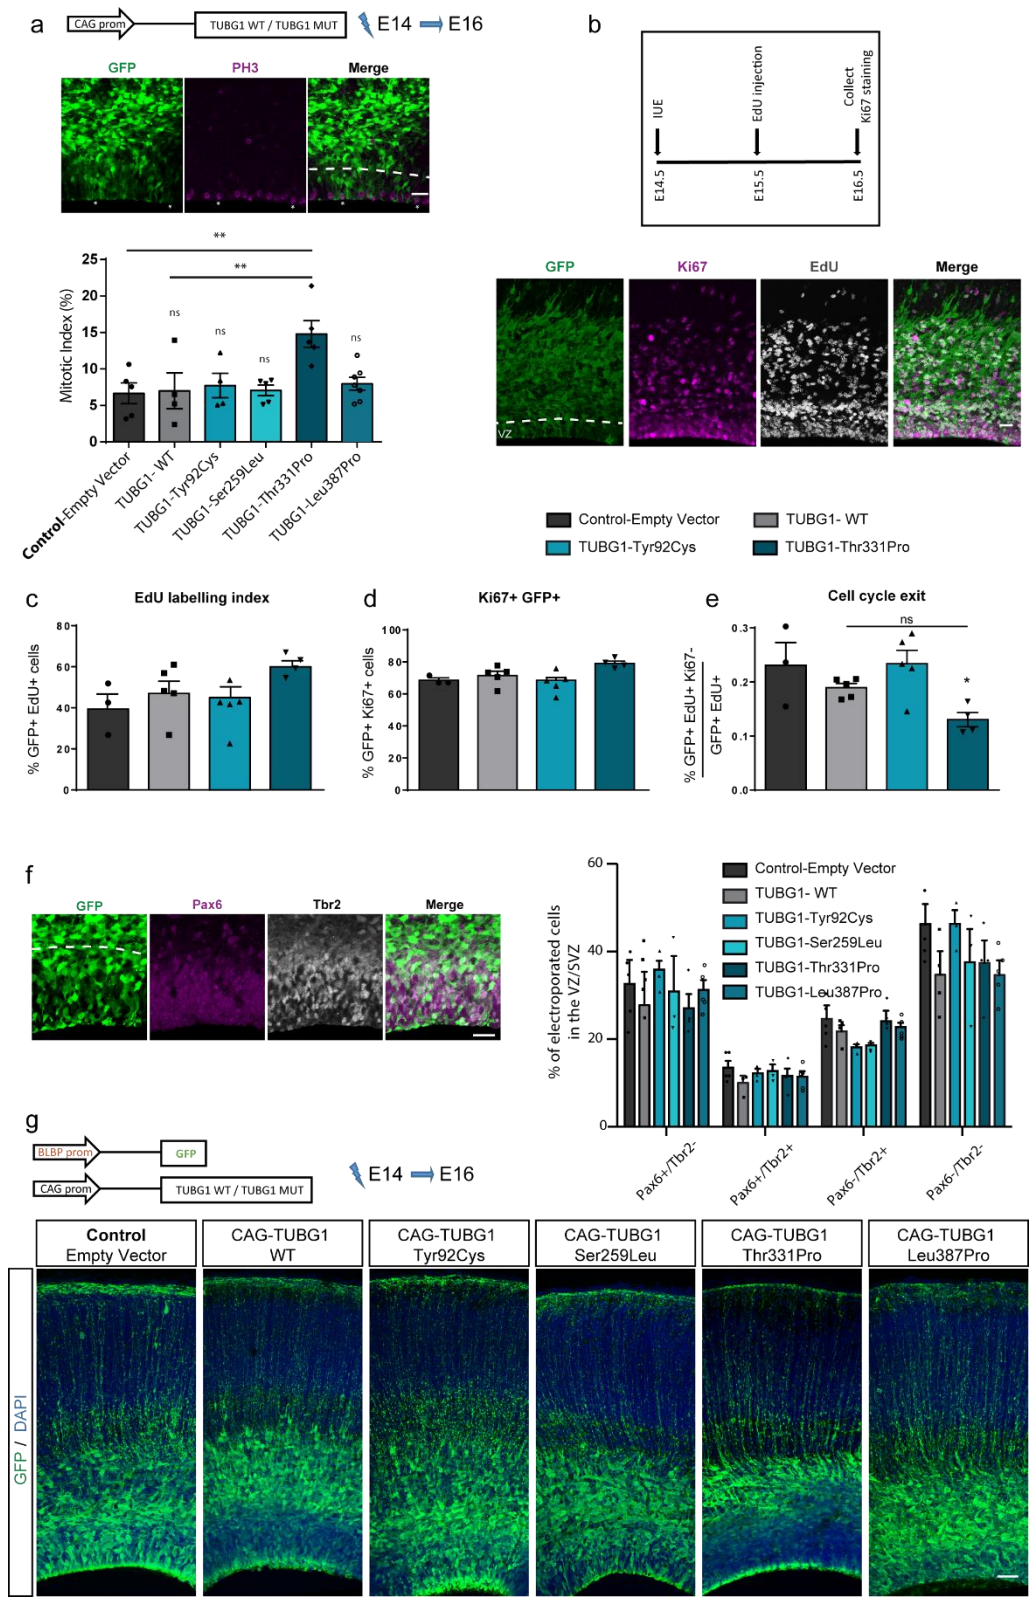 a
CAG prom
TUBG1 WT / TUBG1 MUT
E14
E16
GFP
PH3
Merge
*
*
*
*
*
*
**
**
Mitotic Index (%)
25
20
15
10
5
0
ns
ns
ns
ns
Control-Empty Vector
TUBG1- WT
TUBG1-Tyr92Cys
TUBG1-Ser259Leu
TUBG1-Thr331Pro
TUBG1-Leu387Pro
b
IUE
EdU injection
Collect
Ki67 staining
E14.5
E15.5
E16.5
GFP
Ki67
EdU
Merge
VZ
Control-Empty Vector
TUBG1- WT
TUBG1-Tyr92Cys
TUBG1-Thr331Pro
c
EdU labelling index
% GFP+ EdU+ cells
80
60
40
20
0
d
Ki67+ GFP+
% GFP+ Ki67+ cells
100
80
60
40
20
0
e
Cell cycle exit
% GFP+ EdU+ Ki67-
GFP+ EdU+
0.3
0.2
0.1
0.0
ns
*
f
GFP
Pax6
Tbr2
Merge
% of electroporated cells
in the VZ/SVZ
60
40
20
0
Control-Empty Vector
TUBG1- WT
TUBG1-Tyr92Cys
TUBG1-Ser259Leu
TUBG1-Thr331Pro
TUBG1-Leu387Pro
Pax6+/Tbr2-
Pax6+/Tbr2+
Pax6-/Tbr2+
Pax6-/Tbr2-
g
BLBP prom
GFP
CAG prom
TUBG1 WT / TUBG1 MUT
E14
E16
Control
Empty Vector
CAG-TUBG1
WT
CAG-TUBG1
Tyr92Cys
CAG-TUBG1
Ser259Leu
CAG-TUBG1
Thr331Pro
CAG-TUBG1
Leu387Pro
GFP / DAPI